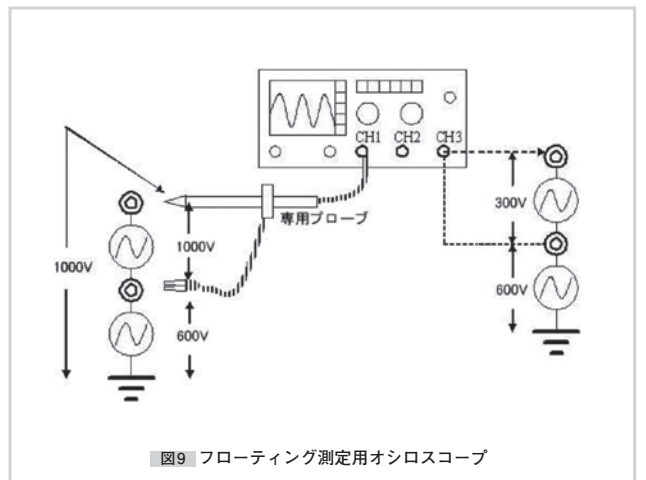 CH1 CH2 CH3
専用プローブ
1000V
1000V
600V
300V
600V
図9 フローティング測定用オシロスコープ